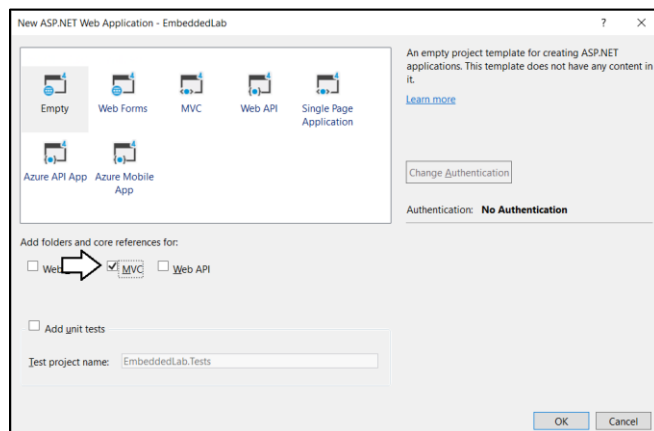 New ASP.NET Web Application - EmbeddedLab
? ×
An empty project template for creating ASP.NET
applications. This template does not have any content in
it.
Learn more
Empty
Web Forms
MVC
Web API
Single Page
Application
Azure API App
Azure Mobile
App
Change Authentication
Authentication: No Authentication
Add folders and core references for:
Web
MVC
Web API
Add unit tests
Test project name: EmbeddedLab.Tests
OK
Cancel